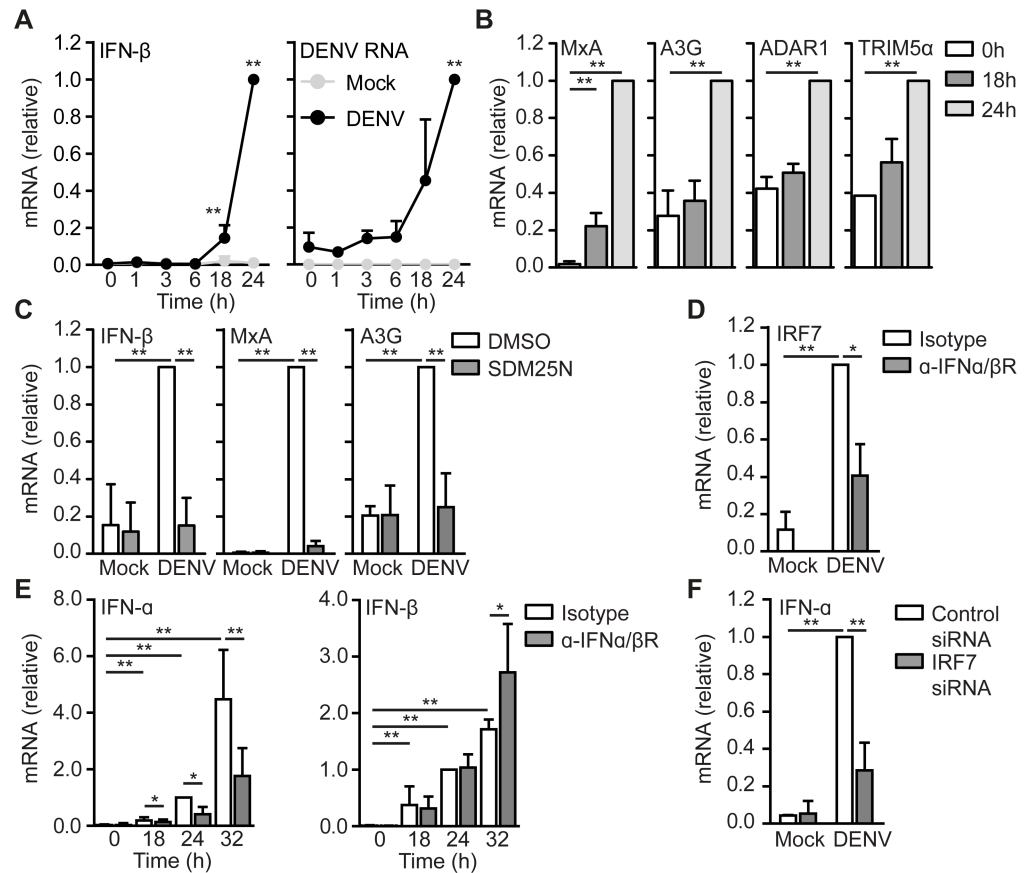 A
IFN-β
DENV RNA
Mock
DENV
mRNA (relative)
1.2
1.0
0.8
0.6
0.4
0.2
0.0
**
**
**
0 1 3 6 18 24
0 1 3 6 18 24
Time (h)
Time (h)
B
MxA
A3G
ADAR1
TRIM5α
0h
18h
24h
mRNA (relative)
1.2
1.0
0.8
0.6
0.4
0.2
0.0
**
**
**
**
**
C
IFN-β
MxA
A3G
DMSO
SDM25N
mRNA (relative)
1.2
1.0
0.8
0.6
0.4
0.2
0.0
** **
** **
** **
Mock DENV
Mock DENV
Mock DENV
D
IRF7
Isotype
α-IFNα/βR
mRNA (relative)
1.2
1.0
0.8
0.6
0.4
0.2
0.0
** *
Mock DENV
E
IFN-α
mRNA (relative)
8.0
6.0
4.0
2.0
0.0
** **
**
**
*
*
0 18 24 32
Time (h)
IFN-β
Isotype
α-IFNα/βR
mRNA (relative)
4.0
3.0
2.0
1.0
0.0
*
**
**
**
0 18 24 32
Time (h)
F
IFN-α
Control
siRNA
IRF7
siRNA
mRNA (relative)
1.2
1.0
0.8
0.6
0.4
0.2
0.0
** **
Mock DENV